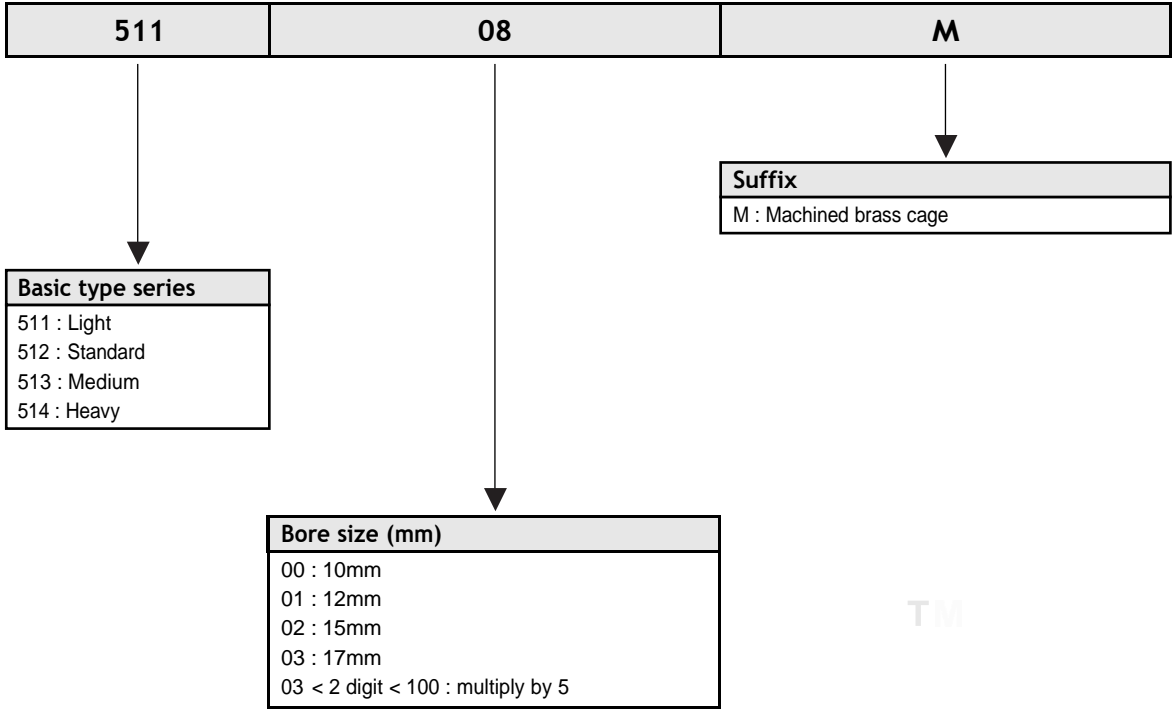 511 08 M
Suffix
M : Machined brass cage
Basic type series
511 : Light
512 : Standard
513 : Medium
514 : Heavy
Bore size (mm)
00 : 10mm
01 : 12mm
02 : 15mm
03 : 17mm
03 < 2 digit < 100 : multiply by 5
TM